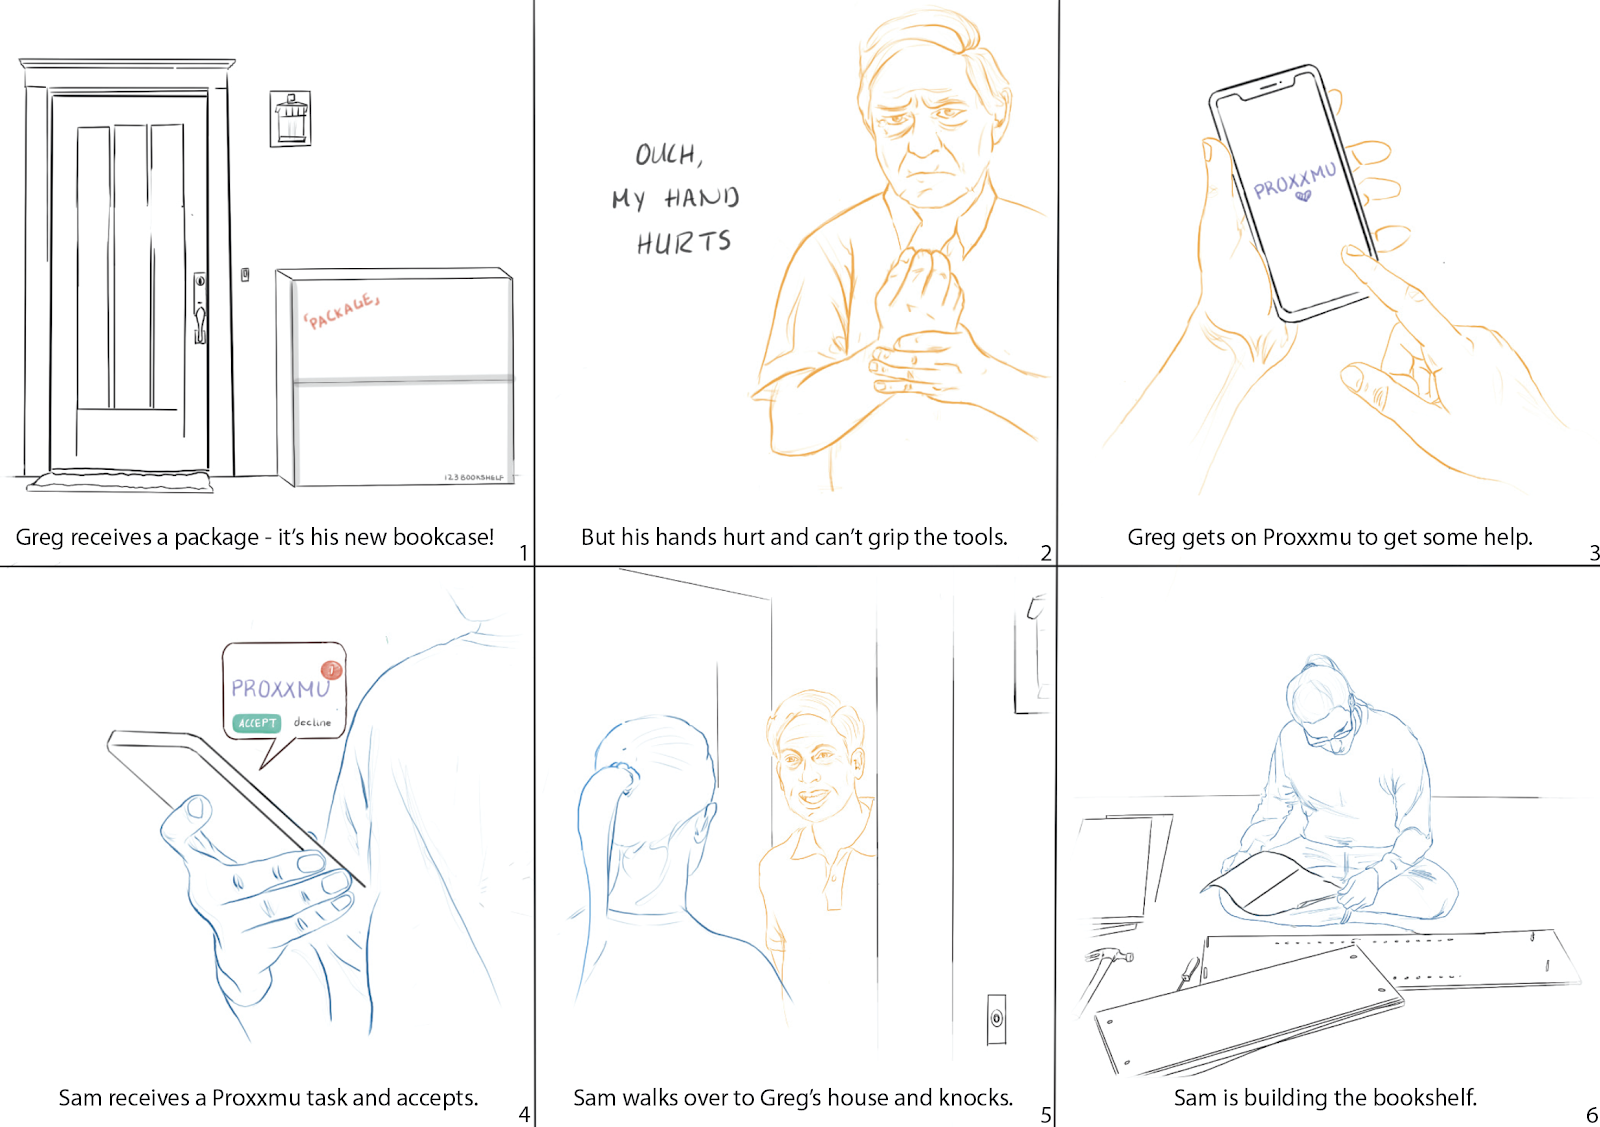 "PACKAGE"
123 BOOKSHELF
Greg receives a package - it's his new bookcase!
1
OUCH,
MY HAND
HURTS
But his hands hurt and can't grip the tools.
2
PROXXMU
Greg gets on Proxxmu to get some help.
3
1
PROXXMU
ACCEPT decline
Sam receives a Proxxmu task and accepts.
4
Sam walks over to Greg's house and knocks.
5
Sam is building the bookshelf.
6